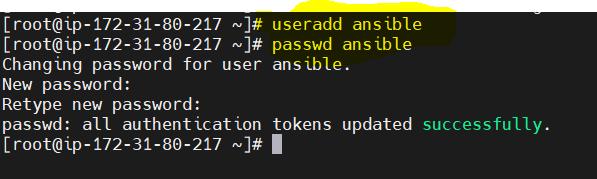 [root@ip-172-31-80-217 ~]# useradd ansible
[root@ip-172-31-80-217 ~]# passwd ansible
Changing password for user ansible.
New password:
Retype new password:
passwd: all authentication tokens updated successfully.
[root@ip-172-31-80-217 ~]#